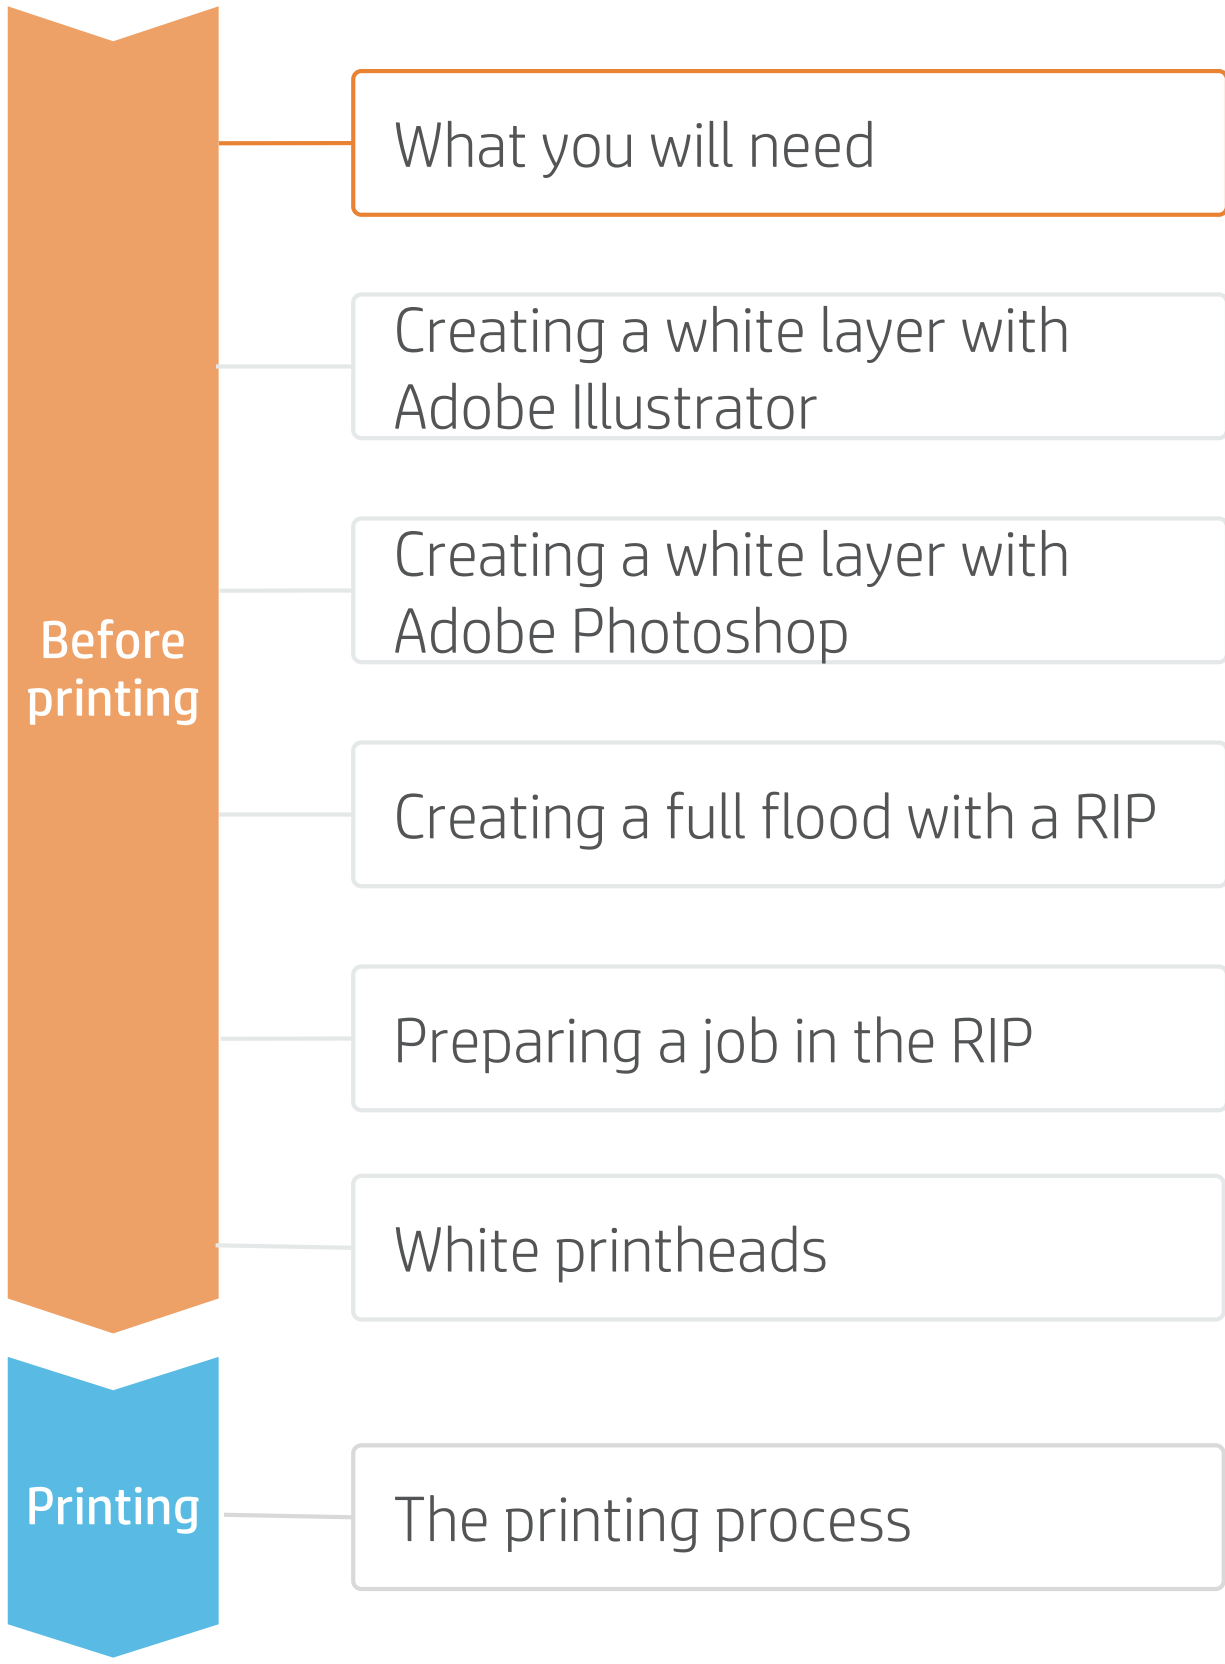 What you will need
Creating a white layer with
Adobe Illustrator
Creating a white layer with
Adobe Photoshop
Before
printing
Creating a full flood with a RIP
Preparing a job in the RIP
White printheads
Printing
The printing process